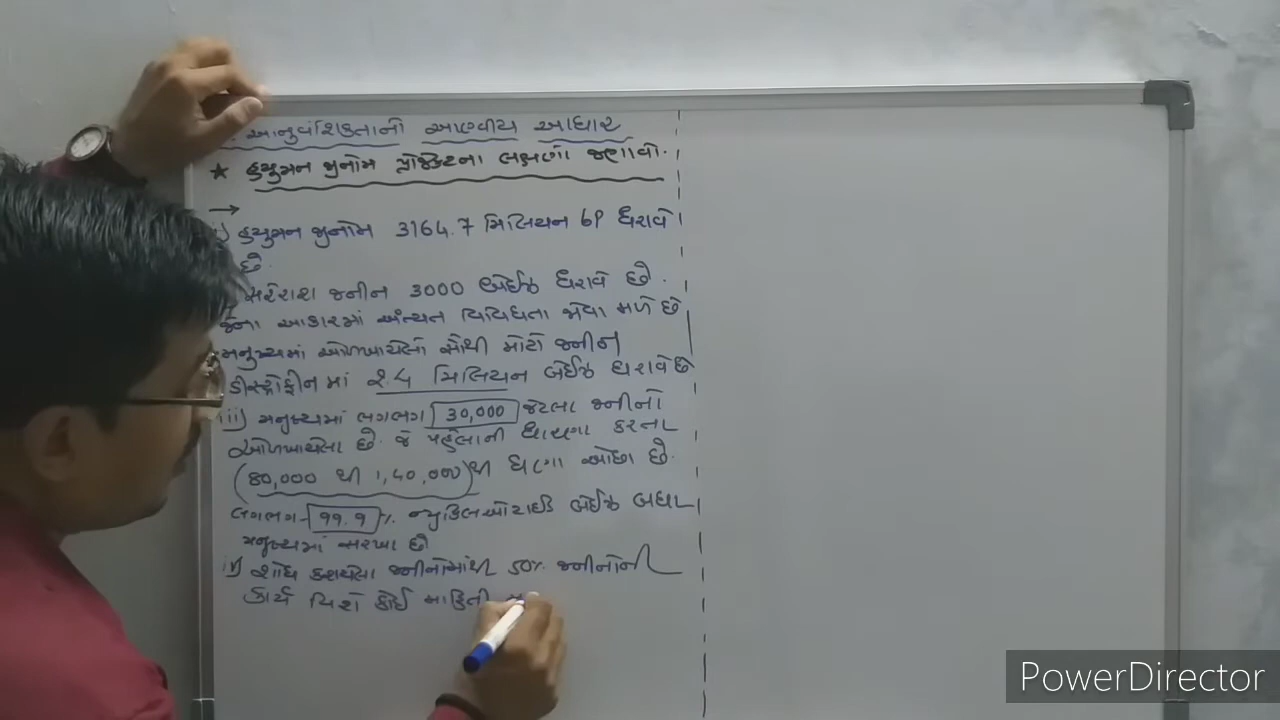 આનુવંશિકતાનો આણ્વીય આધાર
★ હ્યુમન જીનોમ પ્રોજેક્ટના લક્ષણો જણાવો.
→
હ્યુમન જીનોમ 3164.7 મિલિયન bP ધરાવે
છે.
સરેરાશ જનીન 3000 બેઈઝ ધરાવે છે.
જેના આકારમાં અત્યંત વિવિધતા જોવા મળે છે
મનુષ્યમાં ઓળખાયેલો સૌથી મોટો જનીન
ડીસ્ટ્રોફીન માં 2.4 મિલિયન બેઈઝ ધરાવે છે
iii) મનુષ્યમાં લગભગ 30,000 જેટલા જનીનો
ઓળખાયેલા છે. જે પહેલાની ધારણા કરતા
(80,000 થી 1,40,000) થી ઘણા ઓછા છે.
લગભગ 99.9 % ન્યુક્લિઓટાઈડ બેઈઝ બધા
મનુષ્યમાં સરખા છે
iv) શોધ કરાયેલા જનીનોમાંથી 50% જનીનોની
કાર્ય વિશે કોઈ માહિતી
PowerDirector